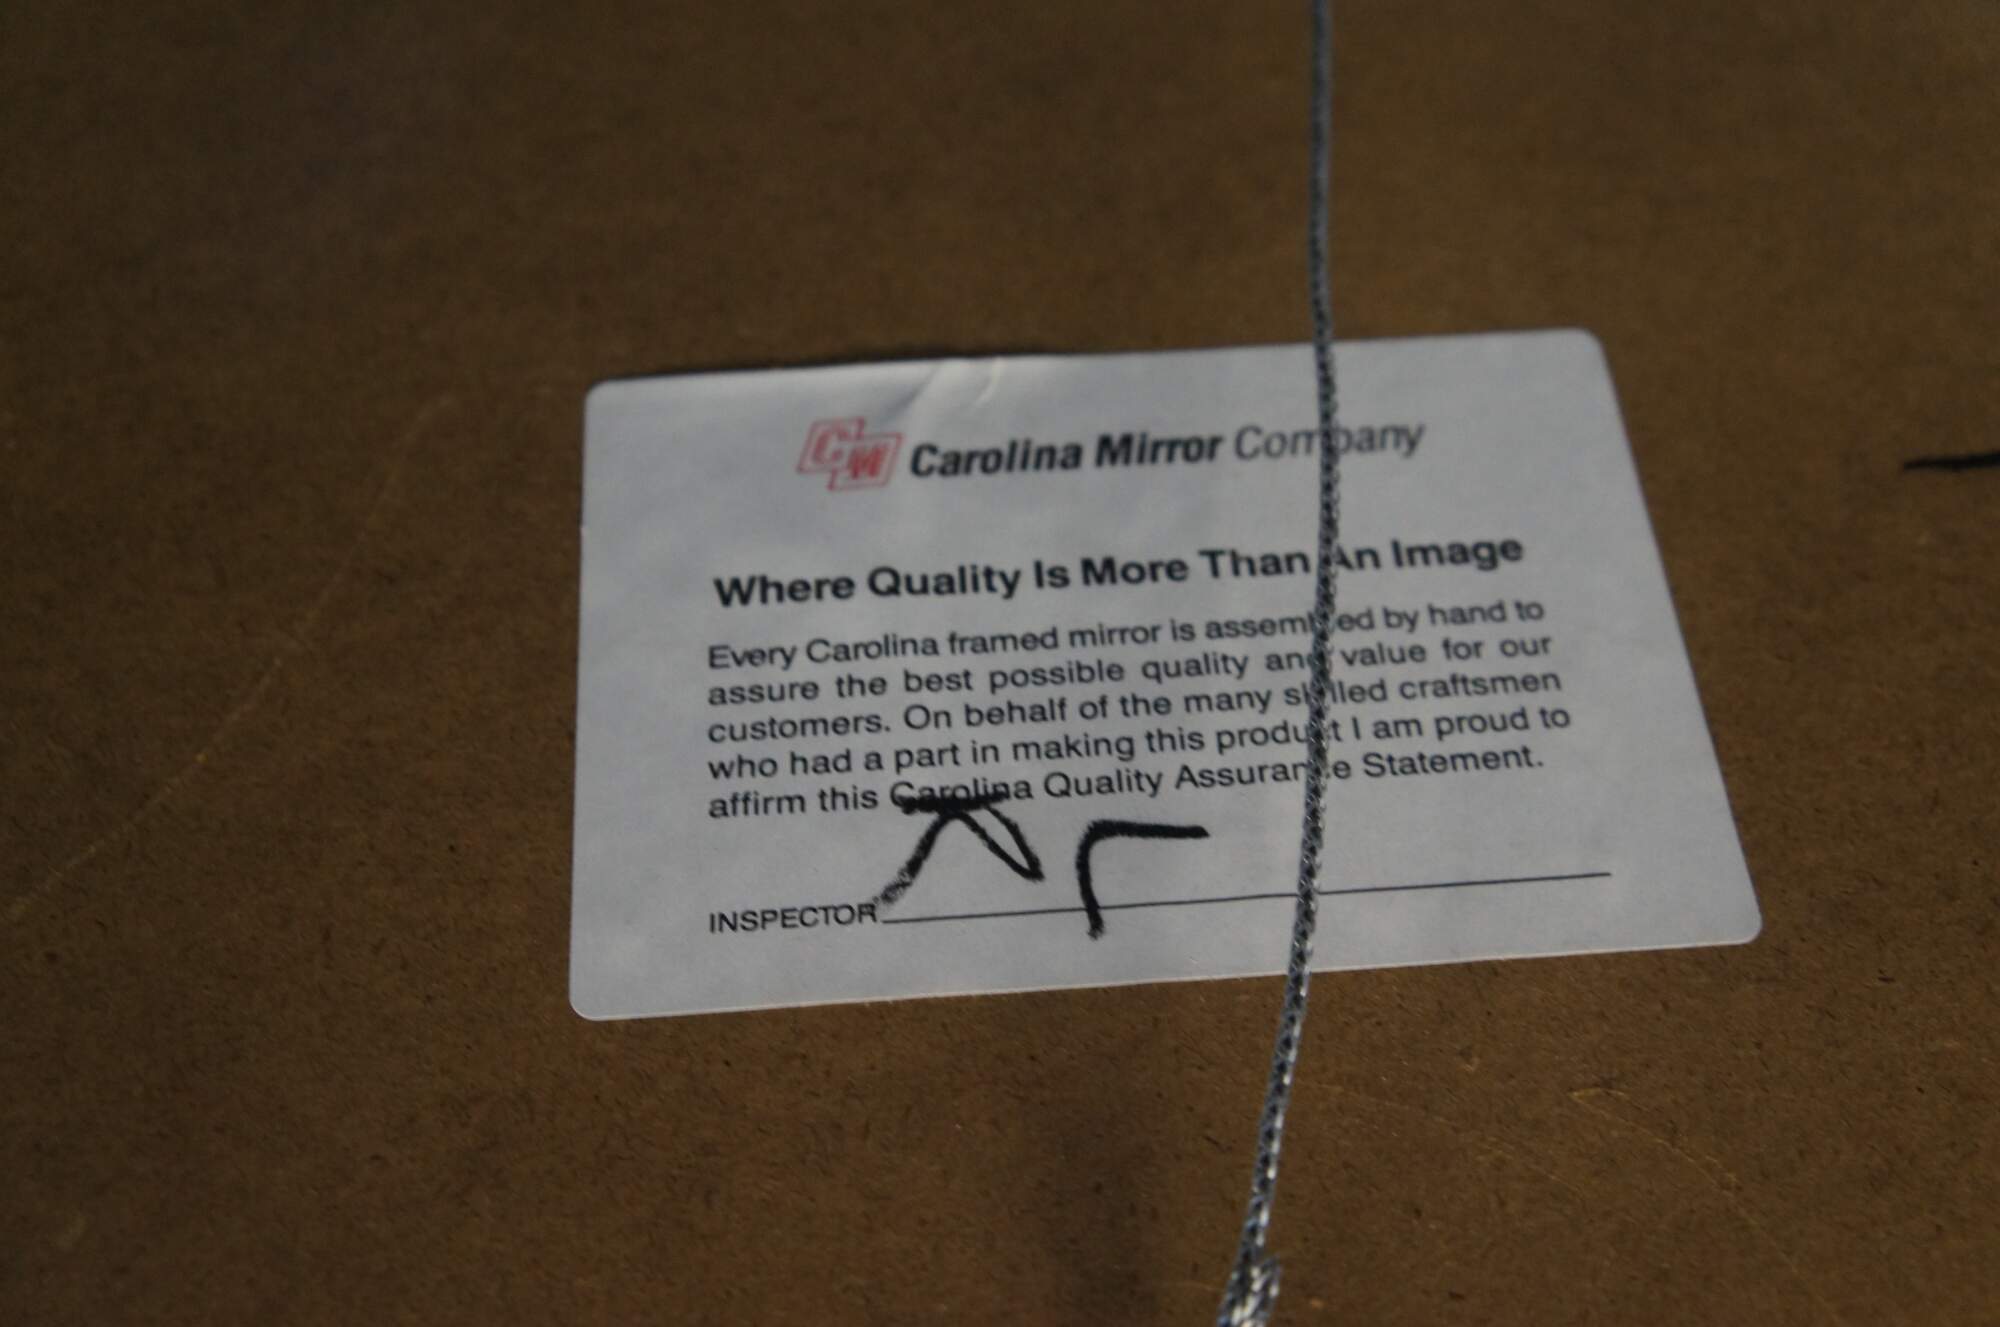 CM Carolina Mirror Company
Where Quality Is More Than An Image
Every Carolina framed mirror is assembled by hand to
assure the best possible quality and value for our
customers. On behalf of the many skilled craftsmen
who had a part in making this product I am proud to
affirm this Carolina Quality Assurance Statement.
INSPECTOR